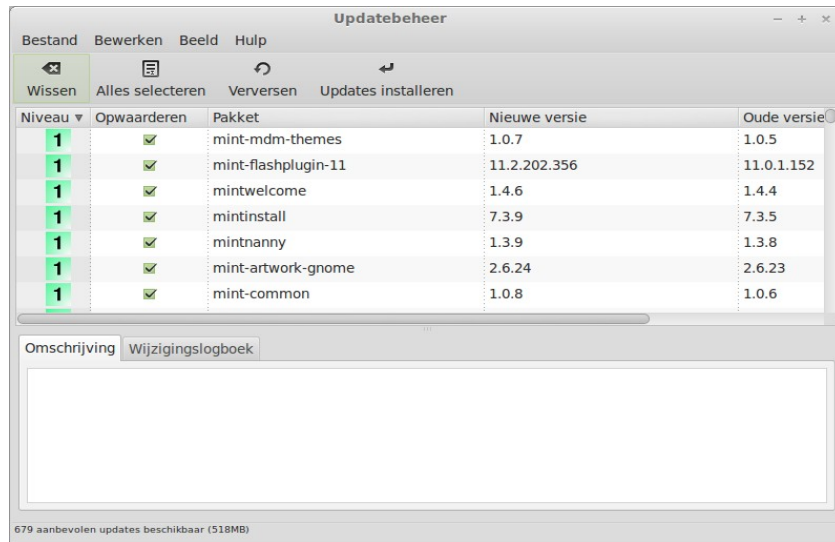 Updatebeheer
Bestand Bewerken Beeld Hulp
Wissen Alles selecteren Verversen Updates installeren
Niveau Opwaarderen Pakket Nieuwe versie Oude versie
1 mint-mdm-themes 1.0.7 1.0.5
1 mint-flashplugin-11 11.2.202.356 11.0.1.152
1 mintwelcome 1.4.6 1.4.4
1 mintinstall 7.3.9 7.3.5
1 mintnanny 1.3.9 1.3.8
1 mint-artwork-gnome 2.6.24 2.6.23
1 mint-common 1.0.8 1.0.6
Omschrijving Wijzigingslogboek
679 aanbevolen updates beschikbaar (518MB)